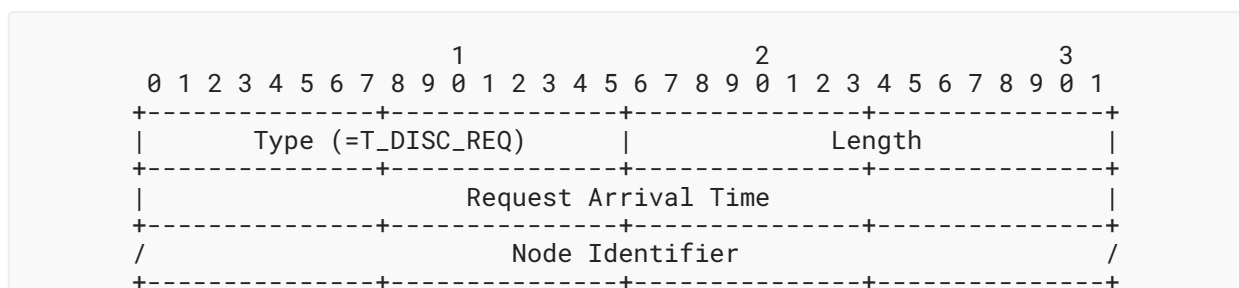 1                   2                   3
 0 1 2 3 4 5 6 7 8 9 0 1 2 3 4 5 6 7 8 9 0 1 2 3 4 5 6 7 8 9 0 1
+---------------+---------------+---------------+---------------+
|       Type (=T_DISC_REQ)      |             Length            |
+---------------+---------------+---------------+---------------+
|                     Request Arrival Time                      |
+---------------+---------------+---------------+---------------+
/                        Node Identifier                        /
+---------------+---------------+---------------+---------------+